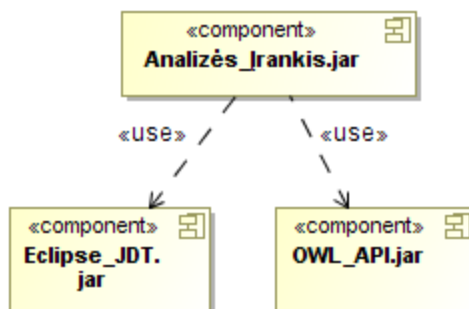 «component»
Analizės_Įrankis.jar
«use»
«use»
«component»
Eclipse_JDT.
jar
«component»
OWL_API.jar